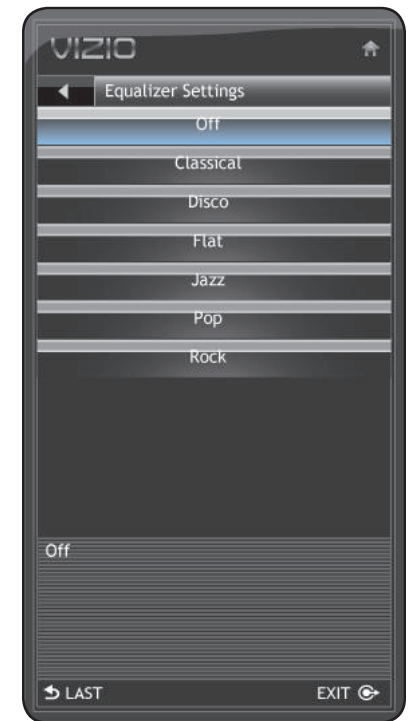 VIZIO
Equalizer Settings
Off
Classical
Disco
Flat
Jazz
Pop
Rock
Off
LAST
EXIT